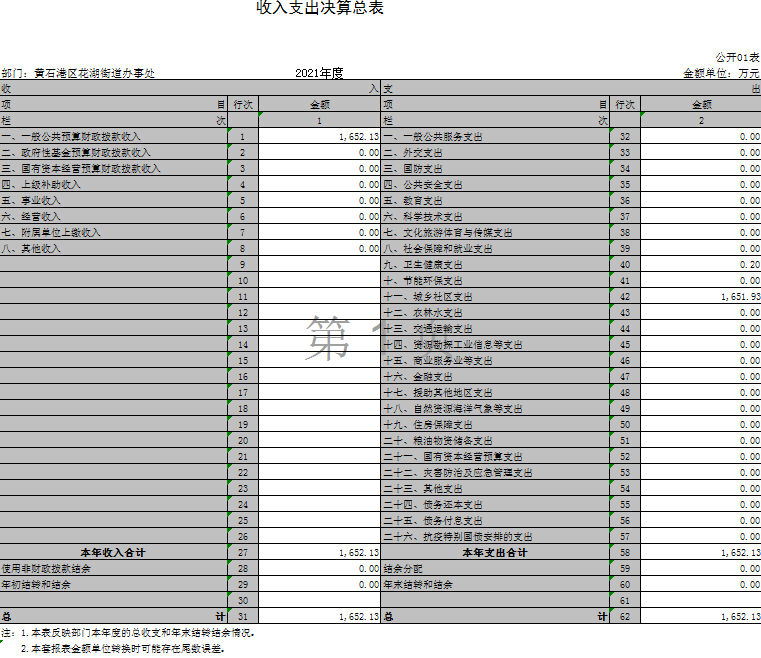 收入支出决算总表
公开01表
部门：黄石港区花湖街道办事处 2021年度 金额单位：万元
收 入 支 出
项 目 行次 金额 项 目 行次 金额
栏 次 1 栏 次 2
一、一般公共预算财政拨款收入 1 1,652.13 一、一般公共服务支出 32 0.00
二、政府性基金预算财政拨款收入 2 0.00 二、外交支出 33 0.00
三、国有资本经营预算财政拨款收入 3 0.00 三、国防支出 34 0.00
四、上级补助收入 4 0.00 四、公共安全支出 35 0.00
五、事业收入 5 0.00 五、教育支出 36 0.00
六、经营收入 6 0.00 六、科学技术支出 37 0.00
七、附属单位上缴收入 7 0.00 七、文化旅游体育与传媒支出 38 0.00
八、其他收入 8 0.00 八、社会保障和就业支出 39 0.00
9 九、卫生健康支出 40 0.20
10 十、节能环保支出 41 0.00
11 十一、城乡社区支出 42 1,651.93
12 十二、农林水支出 43 0.00
13 十三、交通运输支出 44 0.00
14 十四、资源勘探工业信息等支出 45 0.00
15 十五、商业服务业等支出 46 0.00
16 十六、金融支出 47 0.00
17 十七、援助其他地区支出 48 0.00
18 十八、自然资源海洋气象等支出 49 0.00
19 十九、住房保障支出 50 0.00
20 二十、粮油物资储备支出 51 0.00
21 二十一、国有资本经营预算支出 52 0.00
22 二十二、灾害防治及应急管理支出 53 0.00
23 二十三、其他支出 54 0.00
24 二十四、债务还本支出 55 0.00
25 二十五、债务付息支出 56 0.00
26 二十六、抗疫特别国债安排的支出 57 0.00
本年收入合计 27 1,652.13 本年支出合计 58 1,652.13
使用非财政拨款结余 28 0.00 结余分配 59 0.00
年初结转和结余 29 0.00 年末结转和结余 60 0.00
30 61
总 计 31 1,652.13 总 计 62 1,652.13
注：1.本表反映部门本年度的总收支和年末结转结余情况。
2.本套报表金额单位转换时可能存在尾数误差。
第 1